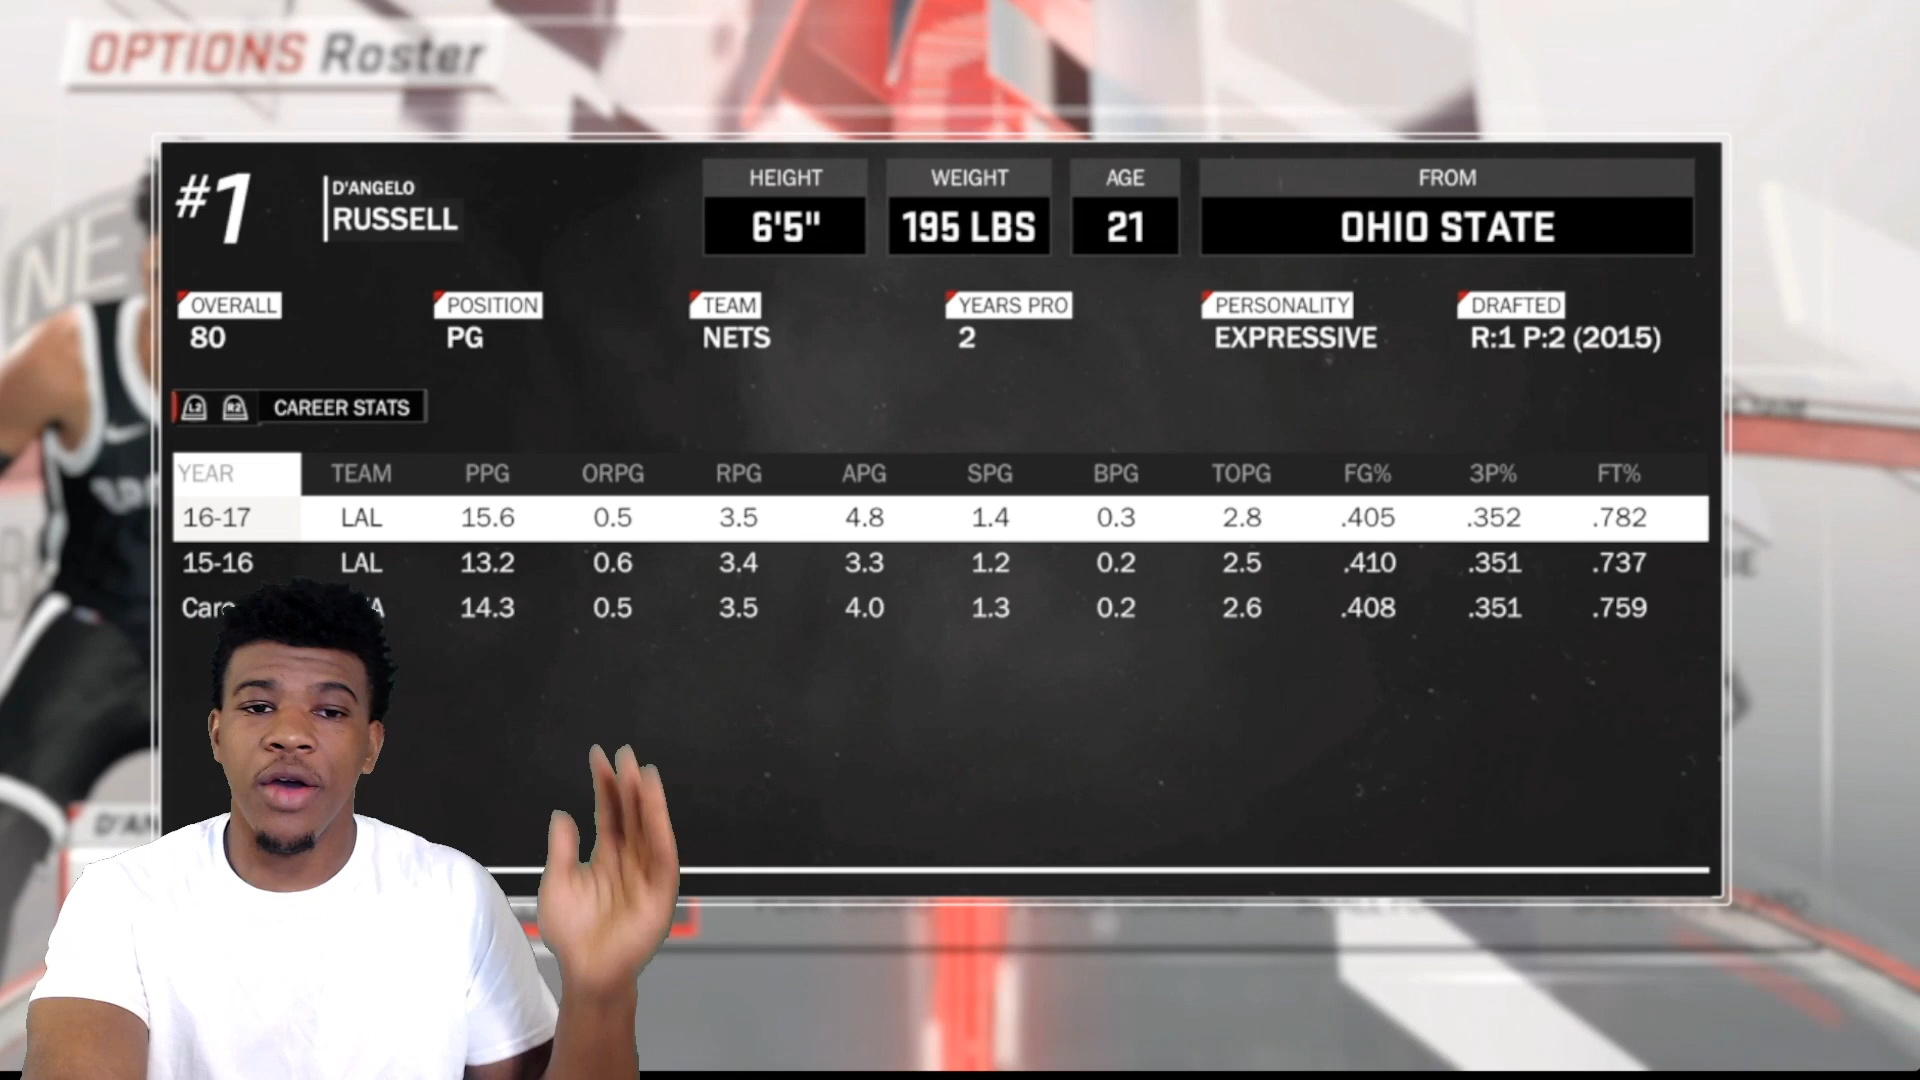 OPTIONS Roster
#1
D'ANGELO
RUSSELL
HEIGHT WEIGHT AGE FROM
6'5" 195 LBS 21 OHIO STATE
OVERALL POSITION TEAM YEARS PRO PERSONALITY DRAFTED
80 PG NETS 2 EXPRESSIVE R:1 P:2 (2015)
L2 R2 CAREER STATS
YEAR TEAM PPG ORPG RPG APG SPG BPG TOPG FG% 3P% FT%
16-17 LAL 15.6 0.5 3.5 4.8 1.4 0.3 2.8 .405 .352 .782
15-16 LAL 13.2 0.6 3.4 3.3 1.2 0.2 2.5 .410 .351 .737
14.3 0.5 3.5 4.0 1.3 0.2 2.6 .408 .351 .759
D'AN